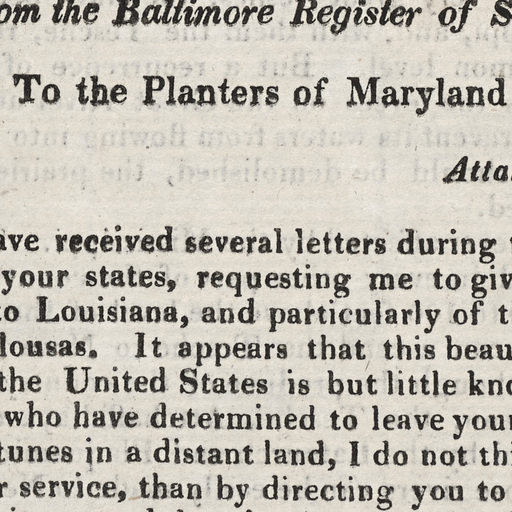 om the Baltimore Register of S
To the Planters of Maryland
Atta
ave received several letters during
your states, requesting me to giv
to Louisiana, and particularly of t
lousas. It appears that this beau
the United States is but little kno
who have determined to leave your
tunes in a distant land, I do not thi
r service, than by directing you to